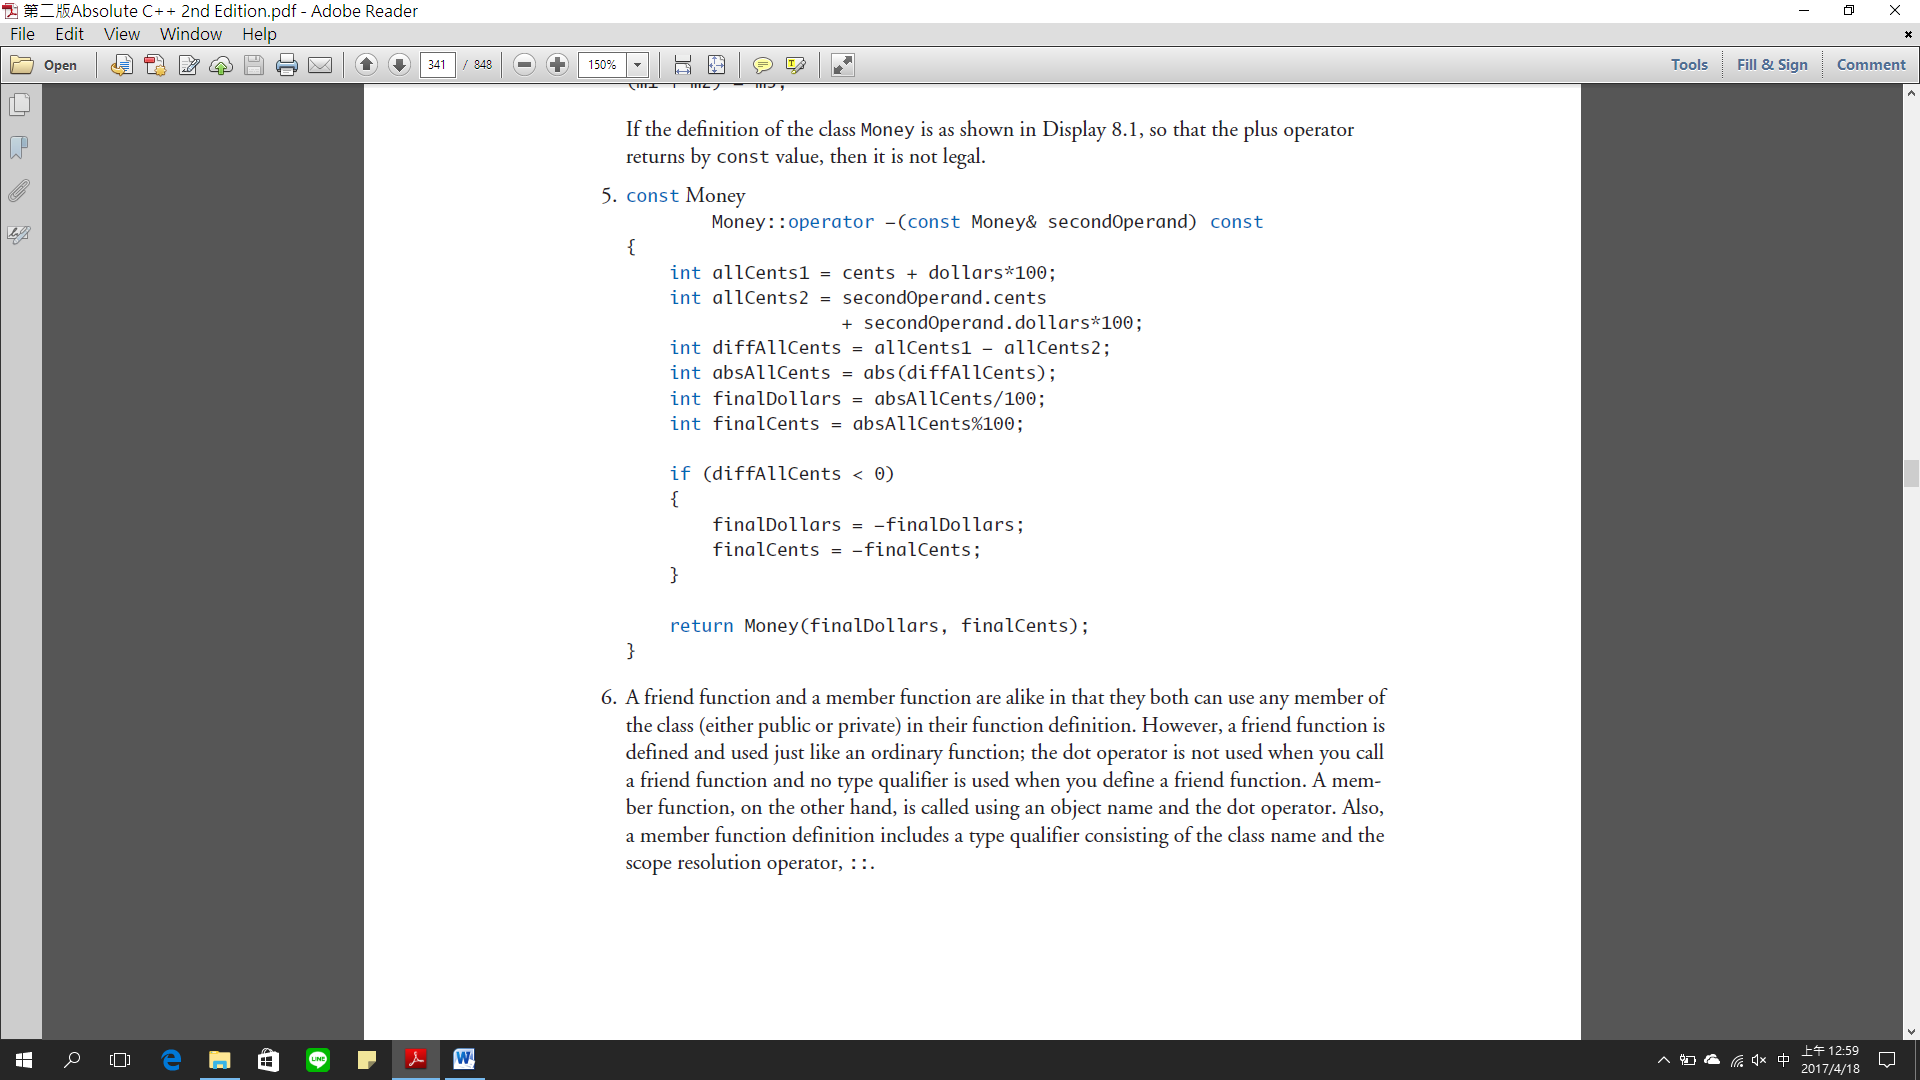 第二版Absolute C++ 2nd Edition.pdf - Adobe Reader
File Edit View Window Help
Open 341 / 848 150% Tools Fill & Sign Comment
If the definition of the class Money is as shown in Display 8.1, so that the plus operator
returns by const value, then it is not legal.
5. const Money
Money::operator –(const Money& secondOperand) const
{
int allCents1 = cents + dollars*100;
int allCents2 = secondOperand.cents
+ secondOperand.dollars*100;
int diffAllCents = allCents1 – allCents2;
int absAllCents = abs(diffAllCents);
int finalDollars = absAllCents/100;
int finalCents = absAllCents%100;
if (diffAllCents < 0)
{
finalDollars = –finalDollars;
finalCents = –finalCents;
}
return Money(finalDollars, finalCents);
}
6. A friend function and a member function are alike in that they both can use any member of
the class (either public or private) in their function definition. However, a friend function is
defined and used just like an ordinary function; the dot operator is not used when you call
a friend function and no type qualifier is used when you define a friend function. A mem-
ber function, on the other hand, is called using an object name and the dot operator. Also,
a member function definition includes a type qualifier consisting of the class name and the
scope resolution operator, ::.
LINE
中
上午 12:59
2017/4/18